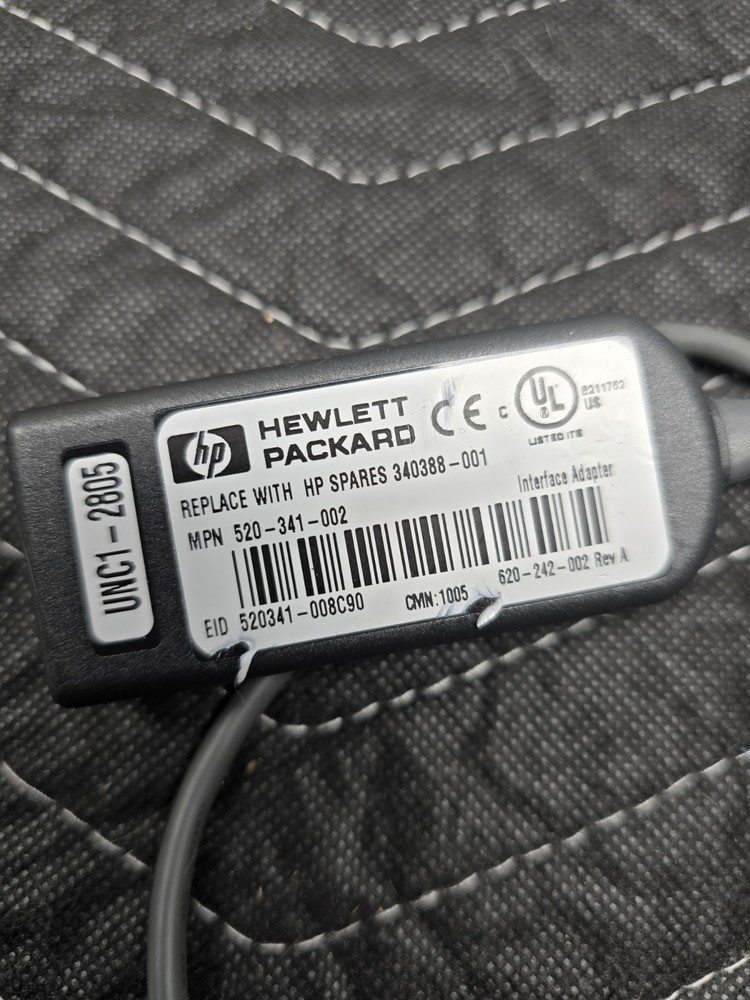 UNC1-2805
hp HEWLETT PACKARD
CE
C UL ® US
E211762
LISTED ITE
REPLACE WITH HP SPARES 340388-001
MPN 520-341-002
Interface Adapter
EID 520341-008C90
CMN:1005
620-242-002 Rev A